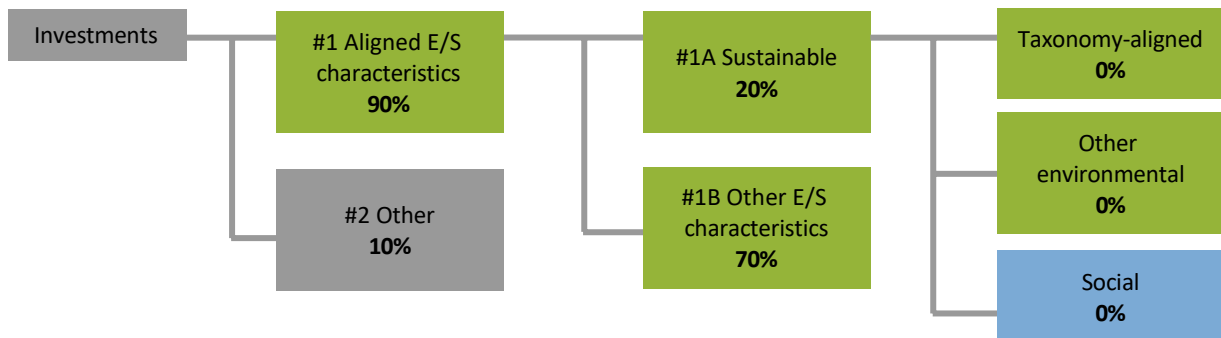 Investments
#1 Aligned E/S
characteristics
90%
#2 Other
10%
#1A Sustainable
20%
#1B Other E/S
characteristics
70%
Taxonomy-aligned
0%
Other
environmental
0%
Social
0%